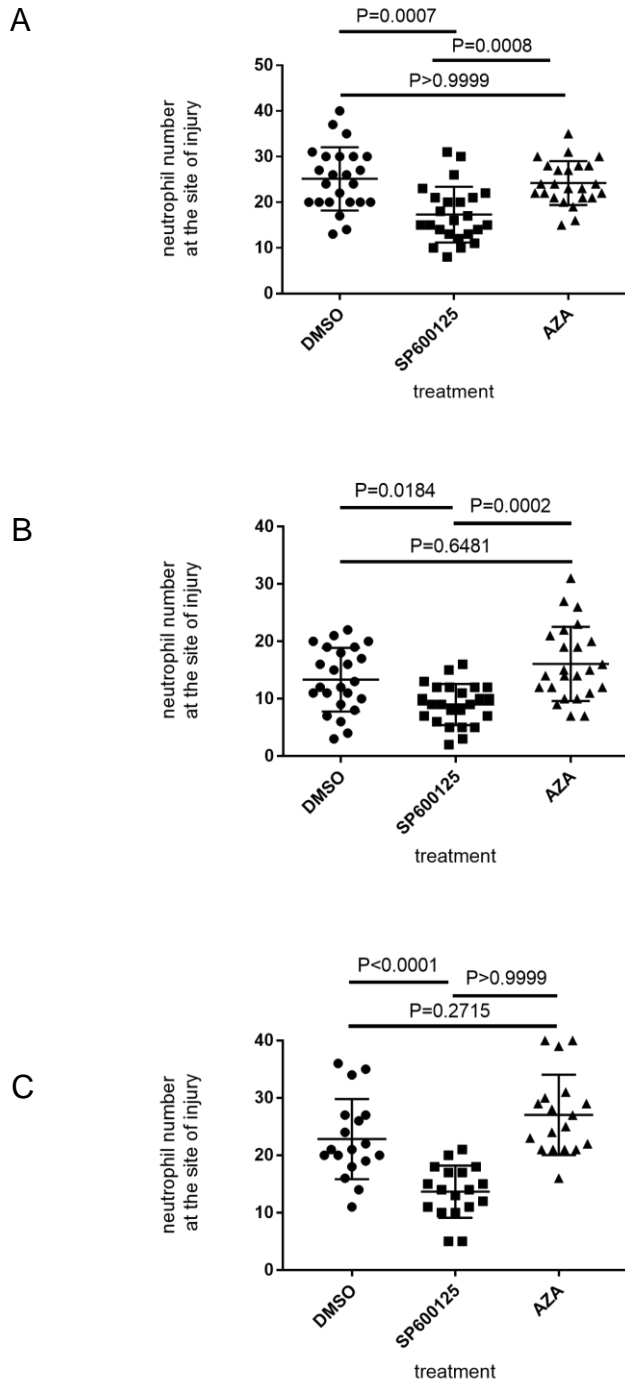 A
P=0.0007
P=0.0008
P>0.9999
neutrophil number
at the site of injury
50
40
30
20
10
0
DMSO
SP600125
AZA
treatment
B
P=0.0184
P=0.0002
P=0.6481
neutrophil number
at the site of injury
40
30
20
10
0
DMSO
SP600125
AZA
treatment
C
P<0.0001
P>0.9999
P=0.2715
neutrophil number
at the site of injury
40
30
20
10
0
DMSO
SP600125
AZA
treatment